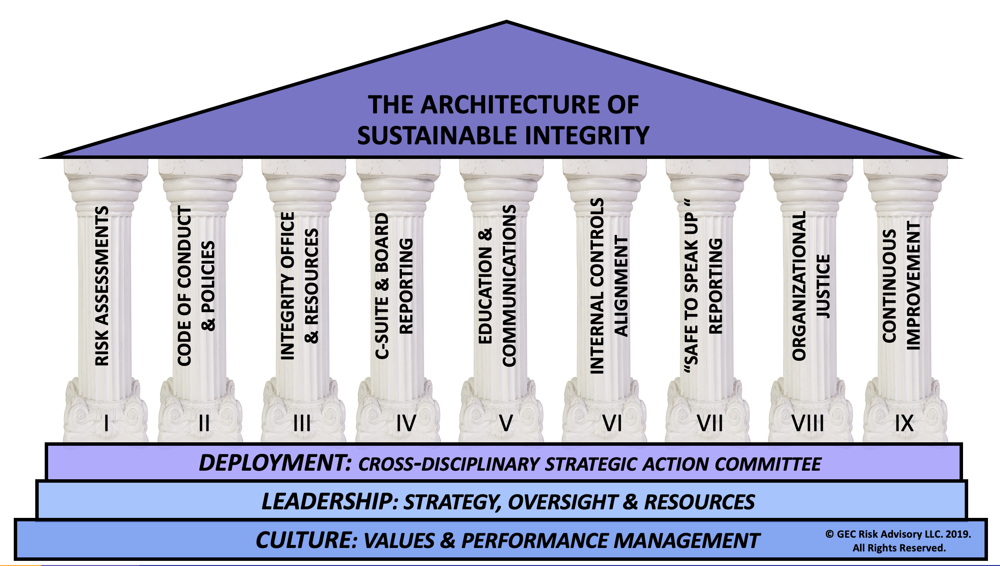 THE ARCHITECTURE OF
SUSTAINABLE INTEGRITY
RISK ASSESSMENTS
CODE OF CONDUCT
& POLICIES
INTEGRITY OFFICE
& RESOURCES
C-SUITE & BOARD
REPORTING
EDUCATION &
COMMUNICATIONS
INTERNAL CONTROLS
ALIGNMENT
“SAFE TO SPEAK UP “
REPORTING
ORGANIZATIONAL
JUSTICE
CONTINUOUS
IMPROVEMENT
I
II
III
IV
V
VI
VII
VIII
IX
DEPLOYMENT: CROSS-DISCIPLINARY STRATEGIC ACTION COMMITTEE
LEADERSHIP: STRATEGY, OVERSIGHT & RESOURCES
CULTURE: VALUES & PERFORMANCE MANAGEMENT
© GEC Risk Advisory LLC. 2019.
All Rights Reserved.